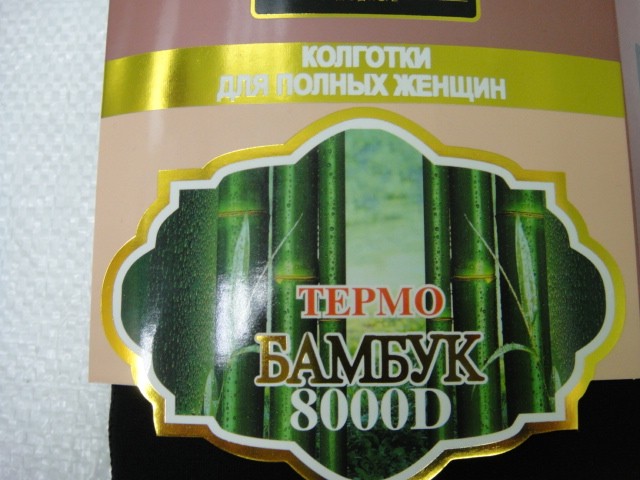 КОЛГОТКИ
ДЛЯ ПОЛНЫХ ЖЕНЩИН
ТЕРМО
БАМБУК
8000D